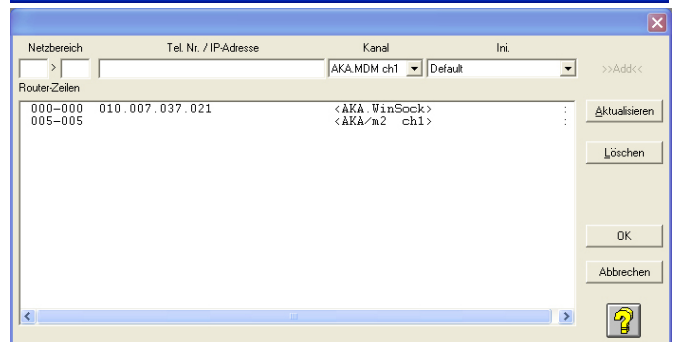 Netzbereich Tel. Nr. / IP-Adresse Kanal Ini.
> AKA.MDM ch1 Default >>Add<<
Router-Zeilen
000-000 010.007.037.021 <AKA.WinSock> :
005-005 <AKA/m2 ch1> :
Aktualisieren
Löschen
OK
Abbrechen
?